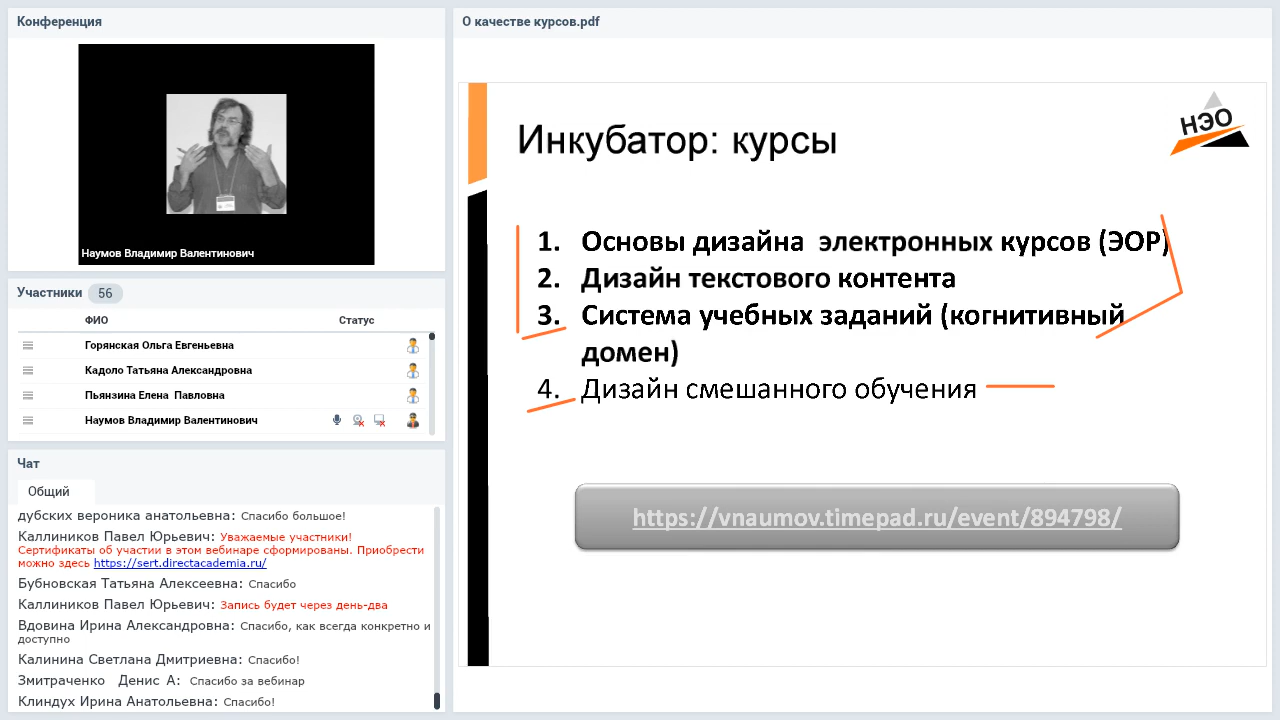 Конференция
Наумов Владимир Валентинович
Участники 56
ФИО Статус
Горянская Ольга Евгеньевна
Кадоло Татьяна Александровна
Пьянзина Елена Павловна
Наумов Владимир Валентинович
Чат
Общий
дубских вероника анатольевна: Спасибо большое!
Каллиников Павел Юрьевич: Уважаемые участники!
Сертификаты об участии в этом вебинаре сформированы. Приобрести
можно здесь https://sert.directacademia.ru/
Бубновская Татьяна Алексеевна: Спасибо
Каллиников Павел Юрьевич: Запись будет через день-два
Вдовина Ирина Александровна: Спасибо, как всегда конкретно и
доступно
Калинина Светлана Дмитриевна: Спасибо!
Змитраченко Денис А: Спасибо за вебинар
Клиндух Ирина Анатольевна: Спасибо!
О качестве курсов.pdf
НЭО
Инкубатор: курсы
1. Основы дизайна электронных курсов (ЭОР)
2. Дизайн текстового контента
3. Система учебных заданий (когнитивный
домен)
4. Дизайн смешанного обучения
https://vnaumov.timepad.ru/event/894798/